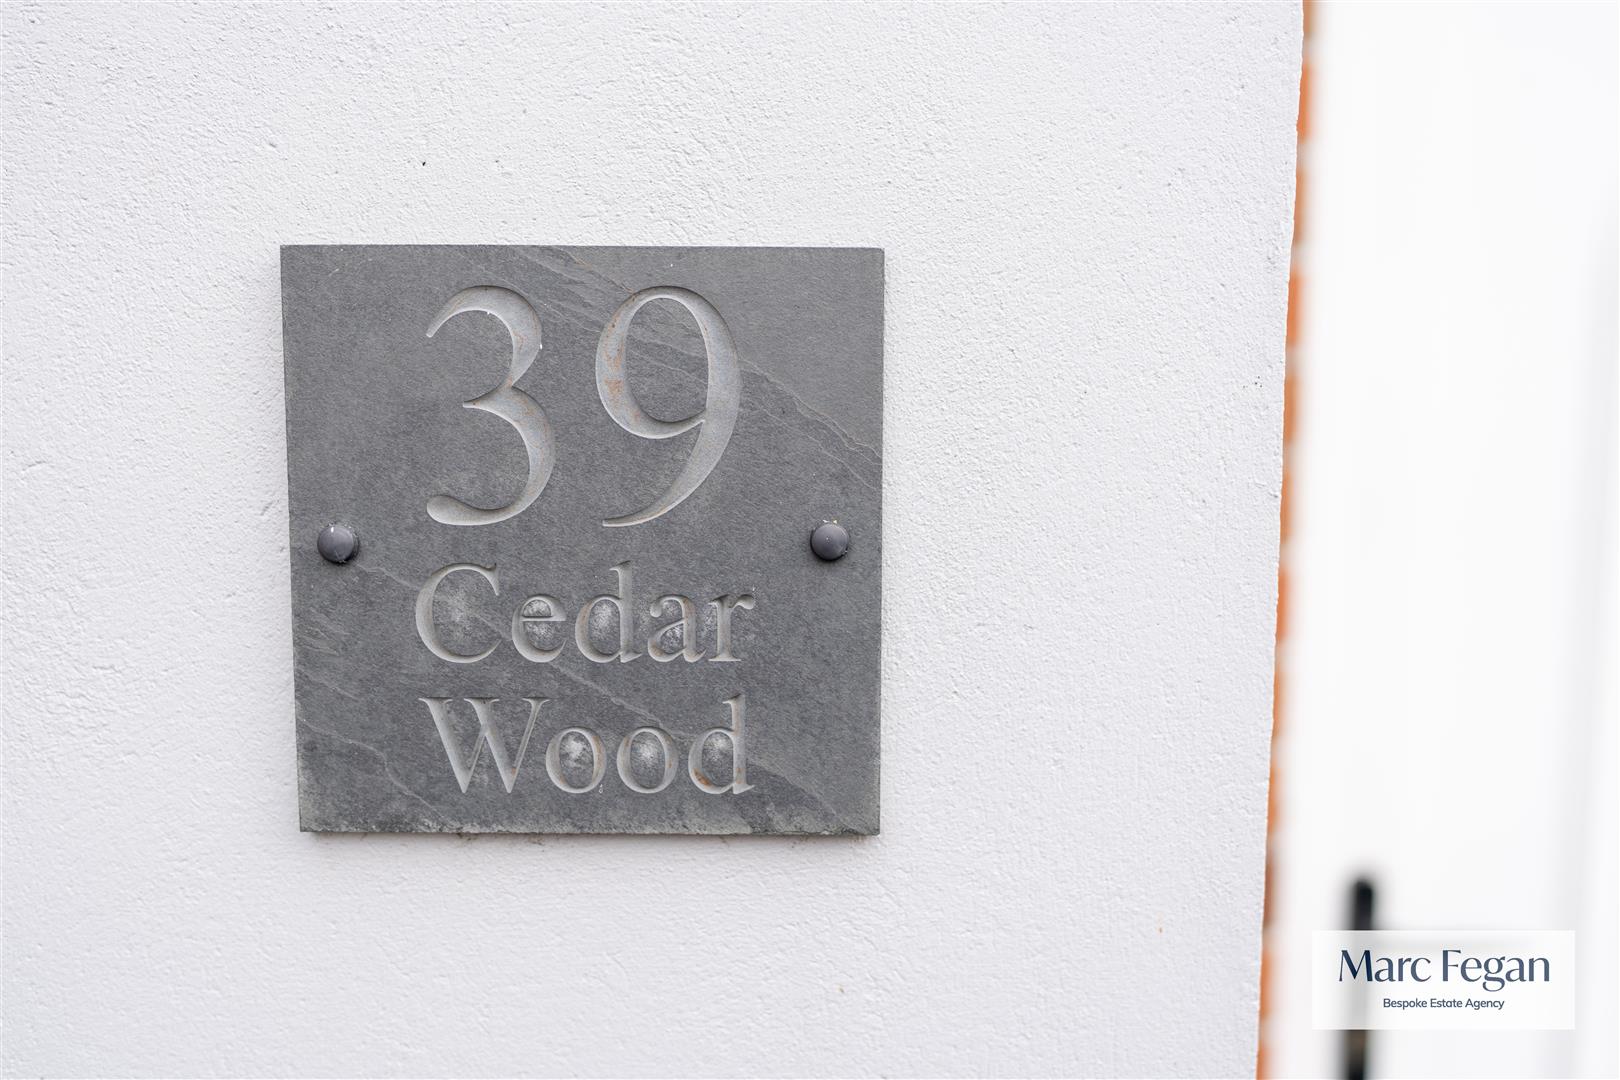 39
Cedar
Wood
Marc Fegan
Bespoke Estate Agency